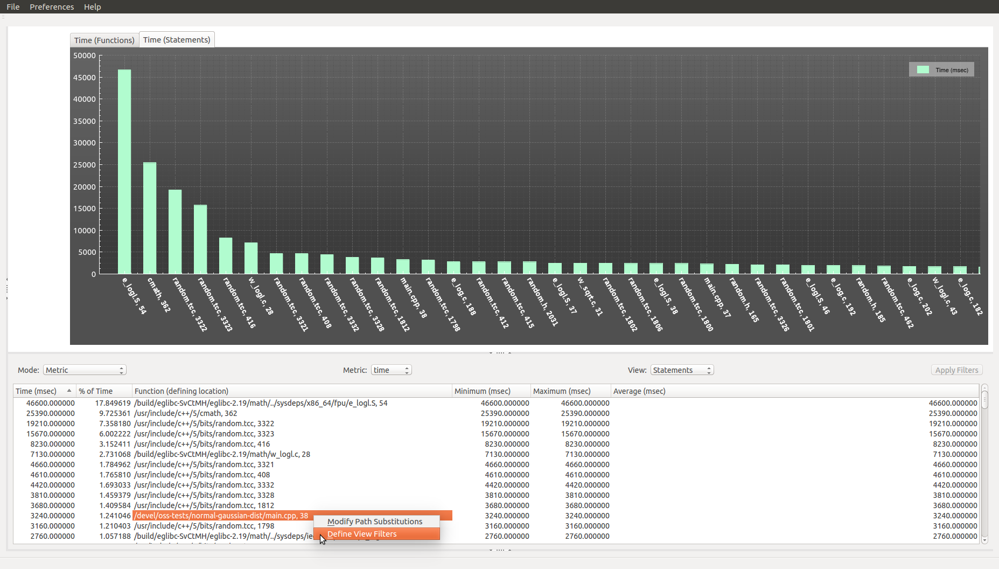 File Preferences Help
Time (Functions) Time (Statements)
50000
45000
40000
35000
30000
25000
20000
15000
10000
5000
0
Time (msec)
e_logl.S, 54
cmath, 362
random.tcc, 3322
random.tcc, 3323
random.tcc, 416
w_logl.c, 28
random.tcc, 3321
random.tcc, 408
random.tcc, 3332
random.tcc, 3328
random.tcc, 1812
main.cpp, 38
random.tcc, 1798
e_log.c, 188
random.tcc, 412
random.tcc, 415
random.h, 2031
e_logl.S, 37
w_sqrt.c, 31
random.tcc, 1802
random.tcc, 1806
e_logl.S, 38
random.tcc, 1800
main.cpp, 37
random.h, 165
random.tcc, 3326
random.tcc, 1801
e_logl.S, 46
e_log.c, 192
random.h, 185
random.tcc, 462
e_log.c, 202
w_logl.c, 43
e_log.c, 182
Mode: Metric Metric: time View: Statements Apply Filters
Time (msec) % of Time Function (defining location) Minimum (msec) Maximum (msec) Average (msec)
46600.000000 17.849619 /build/eglibc-SvCtMH/eglibc-2.19/math/../sysdeps/x86_64/fpu/e_logl.S, 54 46600.000000 46600.000000 46600.000000
25390.000000 9.725361 /usr/include/c++/5/cmath, 362 25390.000000 25390.000000 25390.000000
19210.000000 7.358180 /usr/include/c++/5/bits/random.tcc, 3322 19210.000000 19210.000000 19210.000000
15670.000000 6.002222 /usr/include/c++/5/bits/random.tcc, 3323 15670.000000 15670.000000 15670.000000
8230.000000 3.152411 /usr/include/c++/5/bits/random.tcc, 416 8230.000000 8230.000000 8230.000000
7130.000000 2.731068 /build/eglibc-SvCtMH/eglibc-2.19/math/w_logl.c, 28 7130.000000 7130.000000 7130.000000
4660.000000 1.784962 /usr/include/c++/5/bits/random.tcc, 3321 4660.000000 4660.000000 4660.000000
4610.000000 1.765810 /usr/include/c++/5/bits/random.tcc, 408 4610.000000 4610.000000 4610.000000
4420.000000 1.693033 /usr/include/c++/5/bits/random.tcc, 3332 4420.000000 4420.000000 4420.000000
3810.000000 1.459379 /usr/include/c++/5/bits/random.tcc, 3328 3810.000000 3810.000000 3810.000000
3680.000000 1.409584 /usr/include/c++/5/bits/random.tcc, 1812 3680.000000 3680.000000 3680.000000
3240.000000 1.241046 /devel/oss-tests/normal-gaussian-dist/main.cpp, 38 3240.000000 3240.000000 3240.000000
Modify Path Substitutions
3160.000000 1.210403 /usr/include/c++/5/bits/random.tcc, 1798 3160.000000 3160.000000 3160.000000
Define View Filters
2760.000000 1.057188 /build/eglibc-SvCtMH/eglibc-2.19/math/../sysdeps/ie 2760.000000 2760.000000 2760.000000